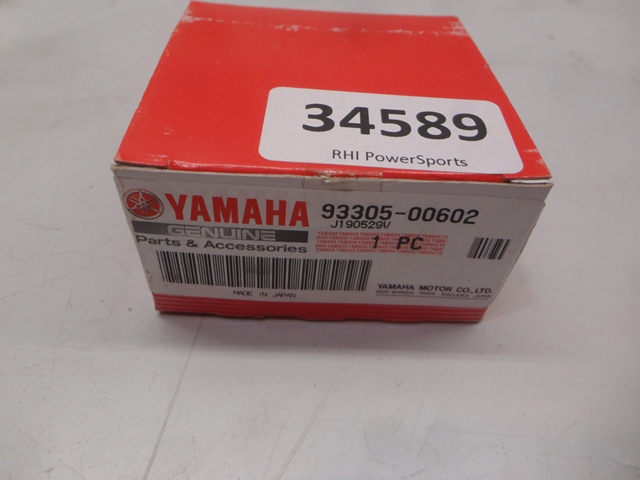 34589
RHI PowerSports
YAMAHA 93305-00602
J190529V
GENUINE
Parts & Accessories
1 PC
MADE IN JAPAN
YAMAHA MOTOR CO., LTD.